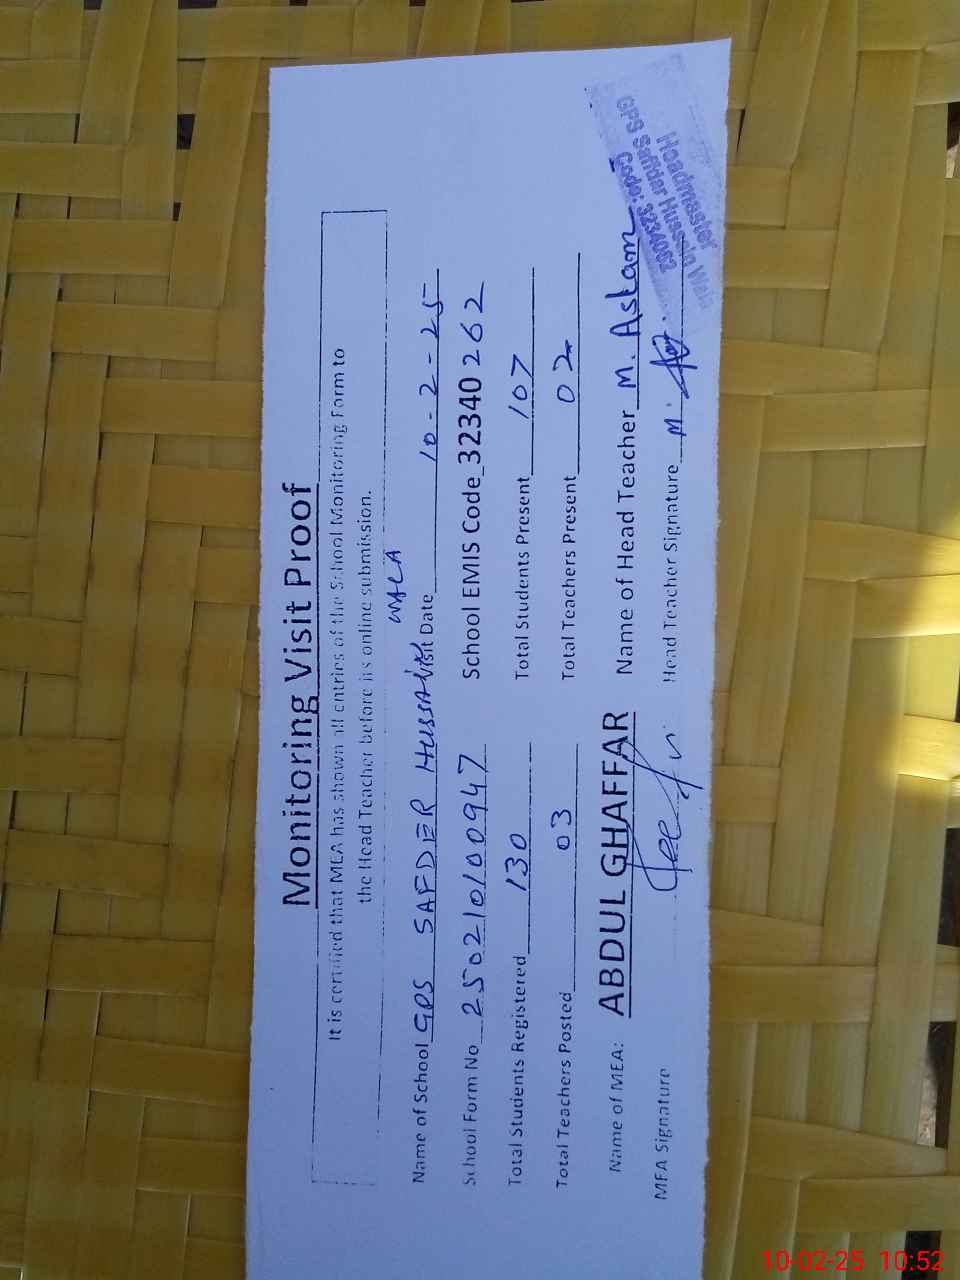 Monitoring Visit Proof
It is certified that MEA has shown all entries of the School Monitoring Form to
the Head Teacher before its online submission.
Name of School GPS SAFDER HUSSAIN WALA Visit Date 10-2-25
School Form No 250210100947 School EMIS Code 32340262
Total Students Registered 130 Total Students Present 107
Total Teachers Posted 03 Total Teachers Present 02
Name of MEA: ABDUL GHAFFAR Name of Head Teacher M. Aslam
MEA Signature Head Teacher Signature M.
Headmaster
GPS Safdar Hussain Wala
Code: 3234062
10-02-25 10:52